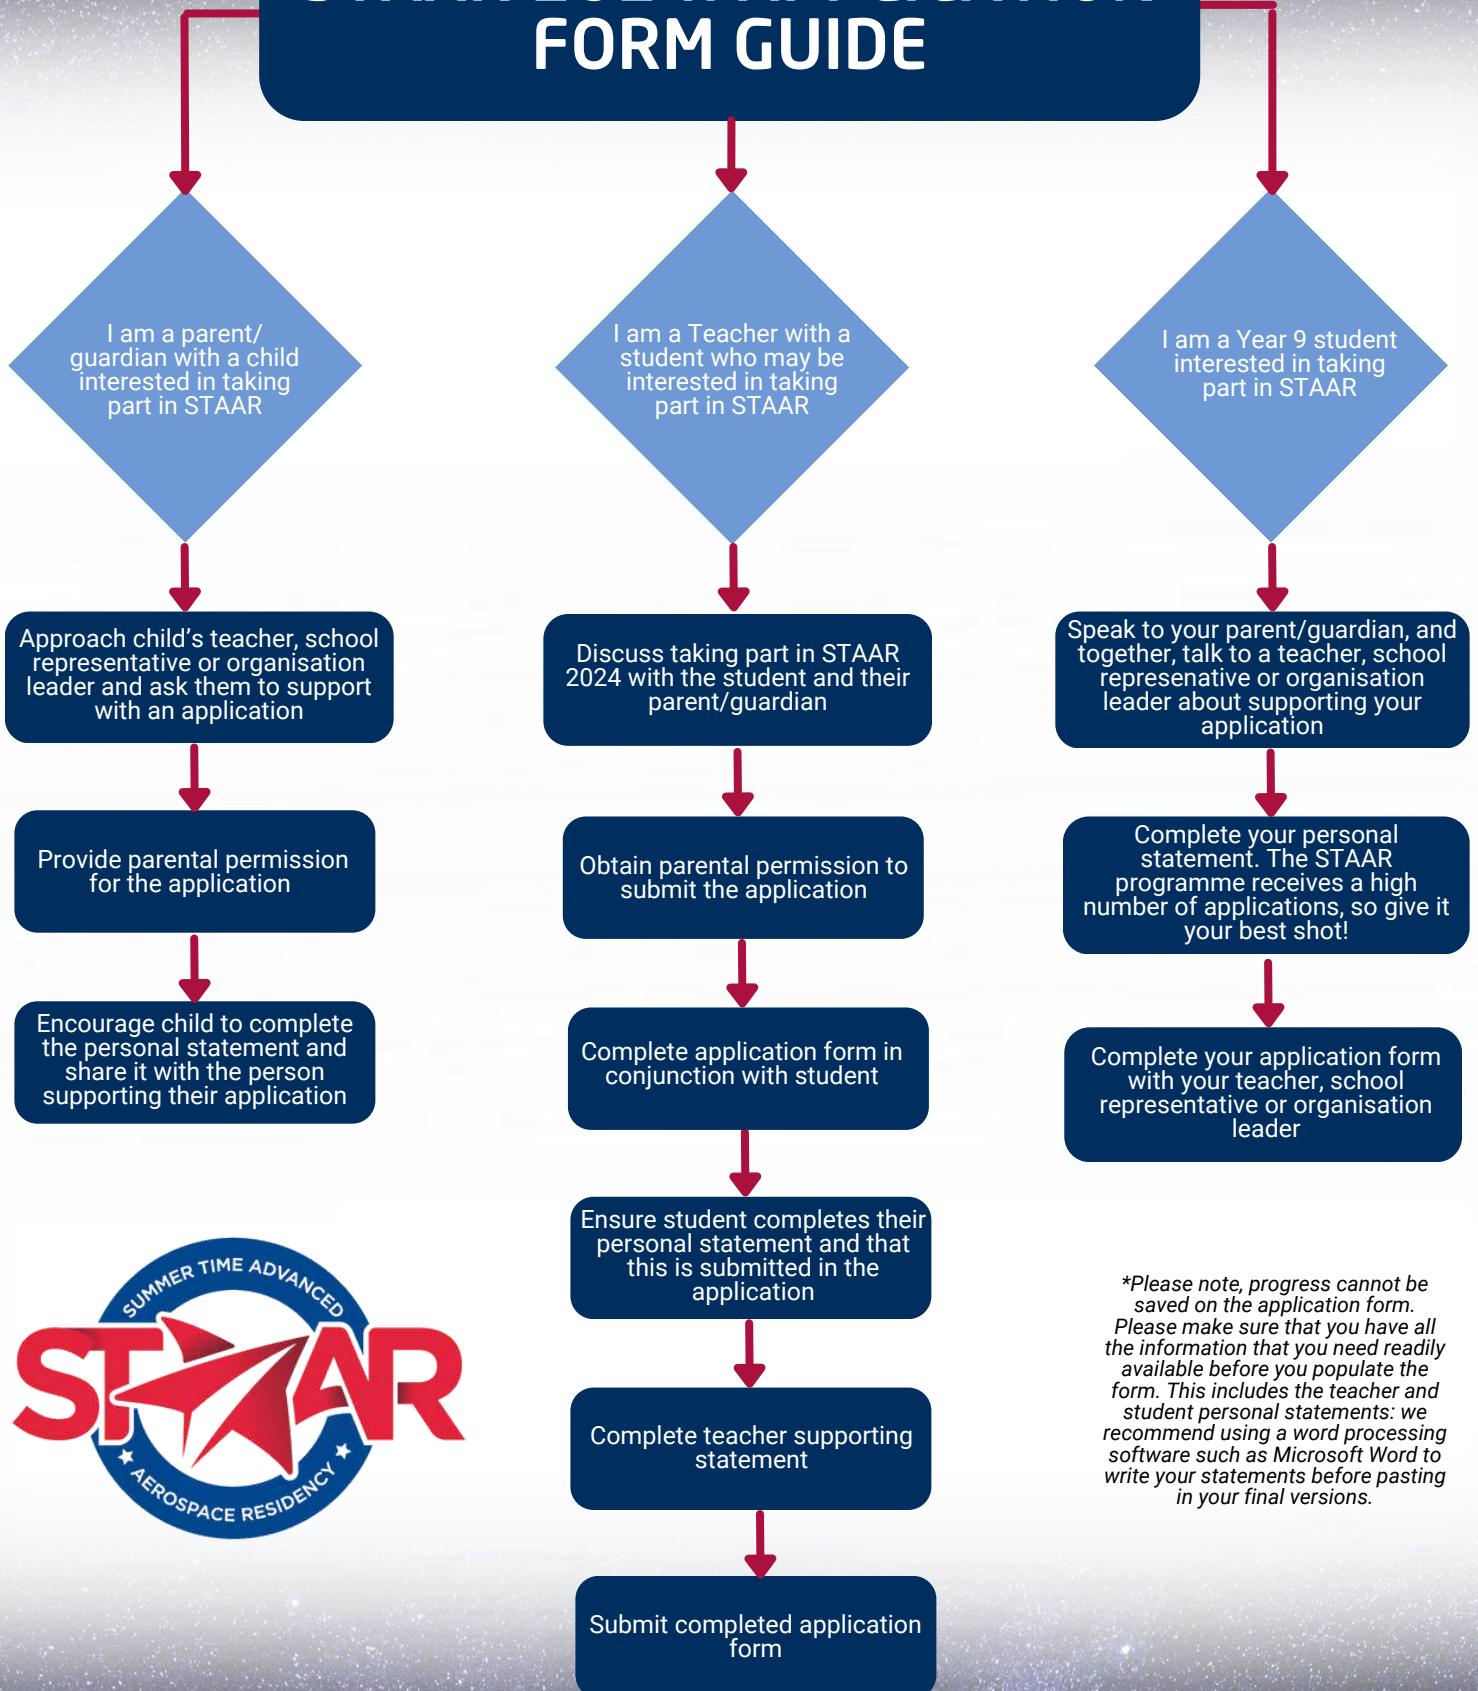 FORM GUIDE
I am a parent/
guardian with a child
interested in taking
part in STAAR
Approach child's teacher, school
representative or organisation
leader and ask them to support
with an application
Provide parental permission
for the application
Encourage child to complete
the personal statement and
share it with the person
supporting their application
I am a Teacher with a
student who may be
interested in taking
part in STAAR
Discuss taking part in STAAR
2024 with the student and their
parent/guardian
Obtain parental permission to
submit the application
Complete application form in
conjunction with student
Ensure student completes their
personal statement and that
this is submitted in the
application
Complete teacher supporting
statement
Submit completed application
form
I am a Year 9 student
interested in taking
part in STAAR
Speak to your parent/guardian, and
together, talk to a teacher, school
represenative or organisation
leader about supporting your
application
Complete your personal
statement. The STAAR
programme receives a high
number of applications, so give it
your best shot!
Complete your application form
with your teacher, school
representative or organisation
leader
SUMMER TIME ADVANCED
STAAR
AEROSPACE RESIDENCY
*Please note, progress cannot be
saved on the application form.
Please make sure that you have all
the information that you need readily
available before you populate the
form. This includes the teacher and
student personal statements: we
recommend using a word processing
software such as Microsoft Word to
write your statements before pasting
in your final versions.